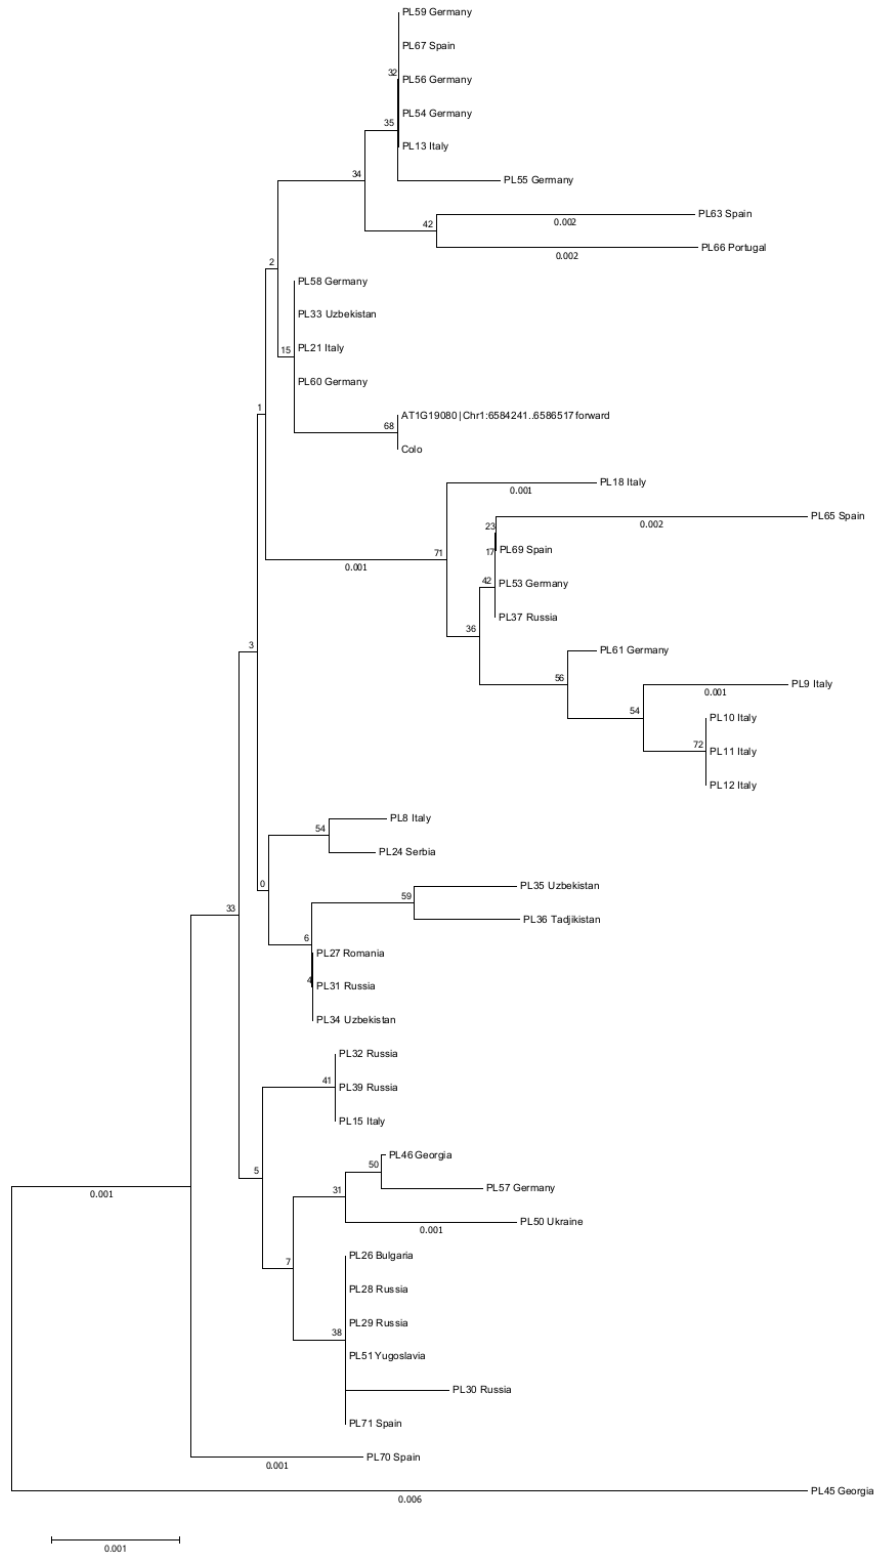 PL59 Germany
PL67 Spain
32
PL56 Germany
PL54 Germany
35
PL13 Italy
34
PL55 Germany
PL63 Spain
0.002
42
PL66 Portugal
0.002
2
PL58 Germany
PL33 Uzbekistan
15
PL21 Italy
PL60 Germany
1
AT1G19080|Chr1:6584241..6586517 forward
68
Colo
PL18 Italy
0.001
PL65 Spain
0.002
23
17
PL69 Spain
71
0.001
42
PL53 Germany
PL37 Russia
36
3
PL61 Germany
56
PL9 Italy
0.001
54
PL10 Italy
72
PL11 Italy
PL12 Italy
PL8 Italy
54
PL24 Serbia
0
PL35 Uzbekistan
59
33
PL36 Tadjikistan
6
PL27 Romania
4
PL31 Russia
PL34 Uzbekistan
PL32 Russia
41
PL39 Russia
PL15 Italy
5
PL46 Georgia
50
31
PL57 Germany
0.001
PL50 Ukraine
0.001
7
PL26 Bulgaria
PL28 Russia
PL29 Russia
38
PL51 Yugoslavia
PL30 Russia
PL71 Spain
PL70 Spain
0.001
PL45 Georgia
0.006
0.001